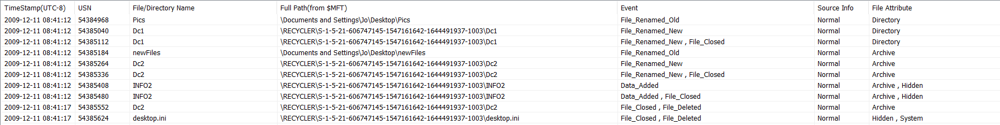 TimeStamp(UTC-8) USN File/Directory Name Full Path(from $MFT) Event Source Info File Attribute
2009-12-11 08:41:12 54384968 Pics \Documents and Settings\Jo\Desktop\Pics File_Renamed_Old Normal Directory
2009-12-11 08:41:12 54385040 Dc1 \RECYCLER\S-1-5-21-606747145-1547161642-1644491937-1003\Dc1 File_Renamed_New Normal Directory
2009-12-11 08:41:12 54385112 Dc1 \RECYCLER\S-1-5-21-606747145-1547161642-1644491937-1003\Dc1 File_Renamed_New , File_Closed Normal Directory
2009-12-11 08:41:12 54385184 newFiles \Documents and Settings\Jo\Desktop\newFiles File_Renamed_Old Normal Archive
2009-12-11 08:41:12 54385264 Dc2 \RECYCLER\S-1-5-21-606747145-1547161642-1644491937-1003\Dc2 File_Renamed_New Normal Archive
2009-12-11 08:41:12 54385336 Dc2 \RECYCLER\S-1-5-21-606747145-1547161642-1644491937-1003\Dc2 File_Renamed_New , File_Closed Normal Archive
2009-12-11 08:41:12 54385408 INFO2 \RECYCLER\S-1-5-21-606747145-1547161642-1644491937-1003\INFO2 Data_Added Normal Archive , Hidden
2009-12-11 08:41:12 54385480 INFO2 \RECYCLER\S-1-5-21-606747145-1547161642-1644491937-1003\INFO2 Data_Added , File_Closed Normal Archive , Hidden
2009-12-11 08:41:17 54385552 Dc2 \RECYCLER\S-1-5-21-606747145-1547161642-1644491937-1003\Dc2 File_Closed , File_Deleted Normal Archive
2009-12-11 08:41:17 54385624 desktop.ini \RECYCLER\S-1-5-21-606747145-1547161642-1644491937-1003\desktop.ini File_Closed , File_Deleted Normal Hidden , System